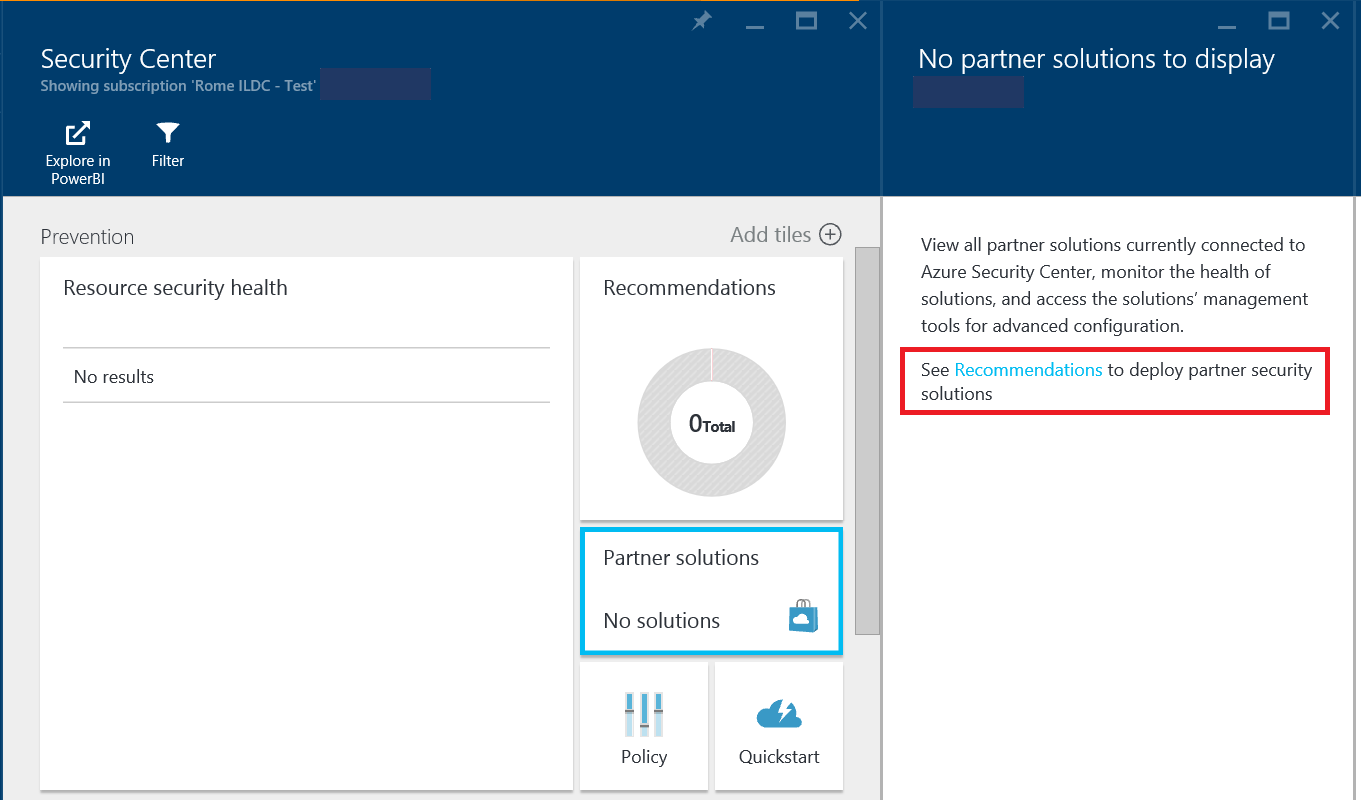 Security Center
Showing subscription 'Rome ILDC - Test'
Explore in
PowerBI
Filter
Prevention
Add tiles
Resource security health
No results
Recommendations
0Total
Partner solutions
No solutions
Policy
Quickstart
No partner solutions to display
View all partner solutions currently connected to
Azure Security Center, monitor the health of
solutions, and access the solutions’ management
tools for advanced configuration.
See Recommendations to deploy partner security
solutions